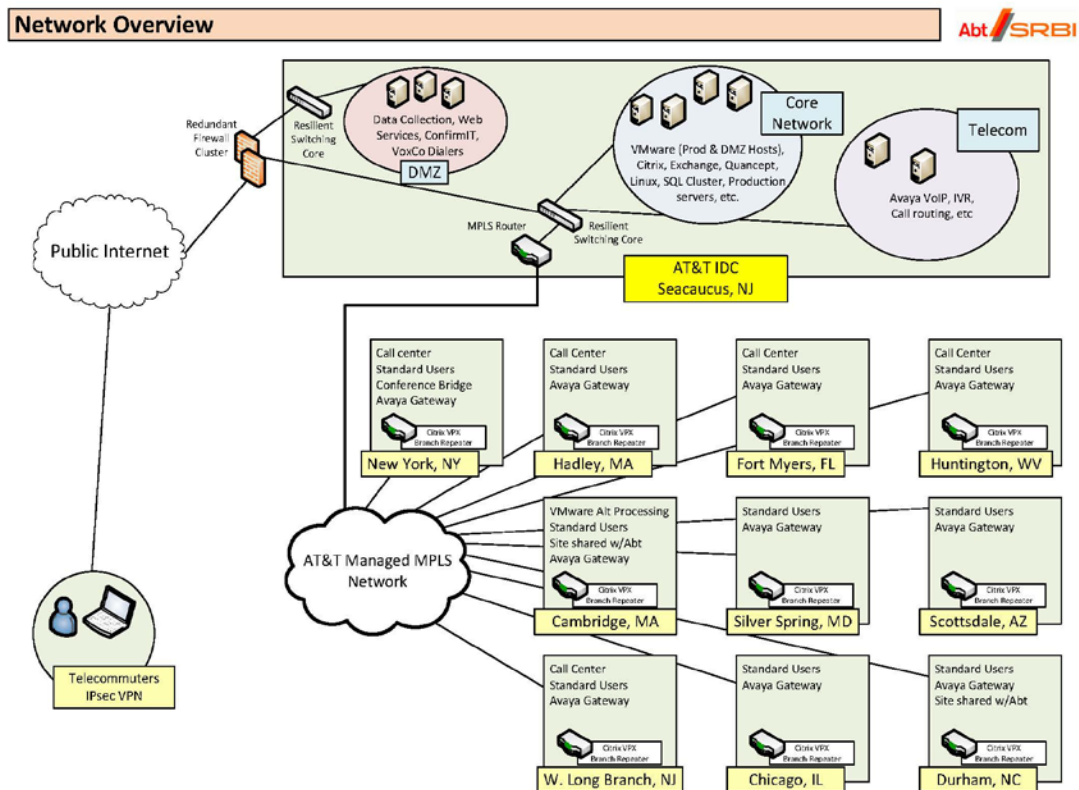 Network Overview
Abt SRBI
Redundant
Firewall
Cluster
Resilient
Switching
Core
Data Collection, Web
Services, ConfirmIT,
VoxCo Dialers
DMZ
Core
Network
VMware (Prod & DMZ Hosts),
Citrix, Exchange, Quancept,
Linux, SQL Cluster, Production
servers, etc.
Telecom
Avaya VoIP, IVR,
Call routing, etc
MPLS Router
Resilient
Switching Core
AT&T IDC
Seacaucus, NJ
Public Internet
Telecommuters
IPsec VPN
AT&T Managed MPLS
Network
Call center
Standard Users
Conference Bridge
Avaya Gateway
Citrix VPX
Branch Repeater
New York, NY
Call Center
Standard Users
Avaya Gateway
Citrix VPX
Branch Repeater
Hadley, MA
Call Center
Standard Users
Avaya Gateway
Citrix VPX
Branch Repeater
Fort Myers, FL
Call Center
Standard Users
Avaya Gateway
Citrix VPX
Branch Repeater
Huntington, WV
VMware Alt Processing
Standard Users
Site shared w/Abt
Avaya Gateway
Citrix VPX
Branch Repeater
Cambridge, MA
Standard Users
Avaya Gateway
Citrix VPX
Branch Repeater
Silver Spring, MD
Standard Users
Avaya Gateway
Citrix VPX
Branch Repeater
Scottsdale, AZ
Call Center
Standard Users
Avaya Gateway
Citrix VPX
Branch Repeater
W. Long Branch, NJ
Standard Users
Avaya Gateway
Citrix VPX
Branch Repeater
Chicago, IL
Standard Users
Avaya Gateway
Site shared w/Abt
Citrix VPX
Branch Repeater
Durham, NC